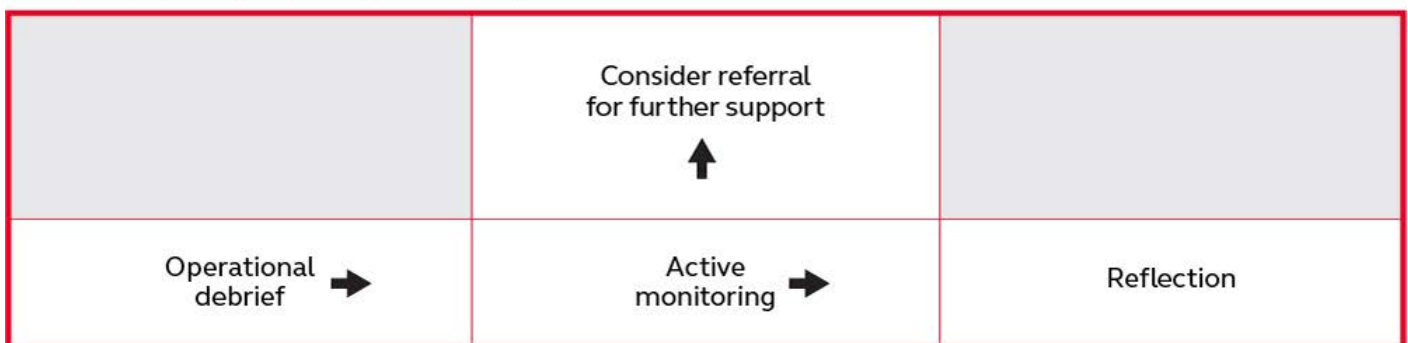 Consider referral
for further support
Operational
debrief
Active
monitoring
Reflection